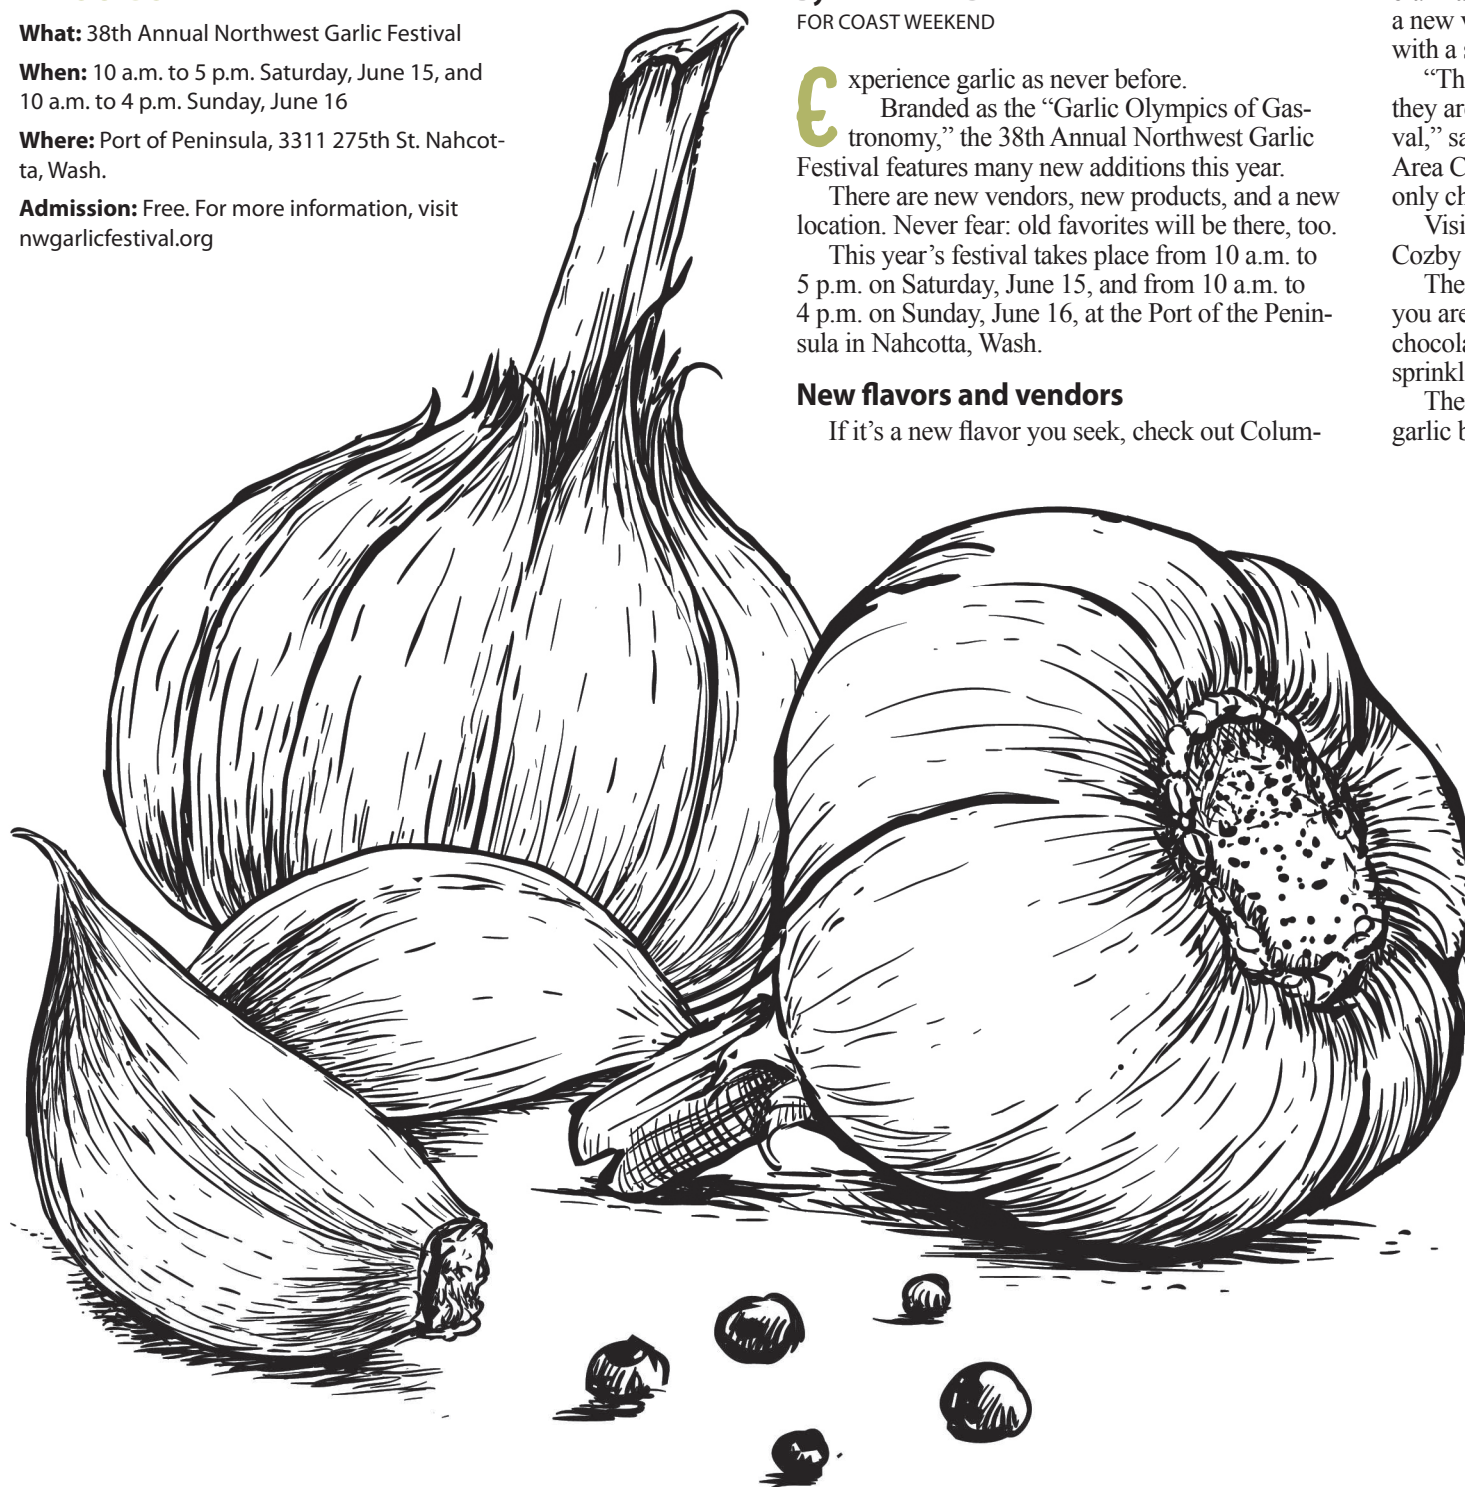 What: 38th Annual Northwest Garlic Festival
When: 10 a.m. to 5 p.m. Saturday, June 15, and
10 a.m. to 4 p.m. Sunday, June 16
Where: Port of Peninsula, 3311 275th St. Nahcot-
ta, Wash.
Admission: Free. For more information, visit
nwgarlicfestival.org
FOR COAST WEEKEND
Experience garlic as never before.
Branded as the “Garlic Olympics of Gas-
tronomy,” the 38th Annual Northwest Garlic
Festival features many new additions this year.
There are new vendors, new products, and a new
location. Never fear: old favorites will be there, too.
This year’s festival takes place from 10 a.m. to
5 p.m. on Saturday, June 15, and from 10 a.m. to
4 p.m. on Sunday, June 16, at the Port of the Penin-
sula in Nahcotta, Wash.
New flavors and vendors
If it’s a new flavor you seek, check out Colum-
a new
with a
“Th
they are
val,” sa
Area C
only ch
Visi
Cozby
The
you are
chocola
sprinkl
The
garlic b